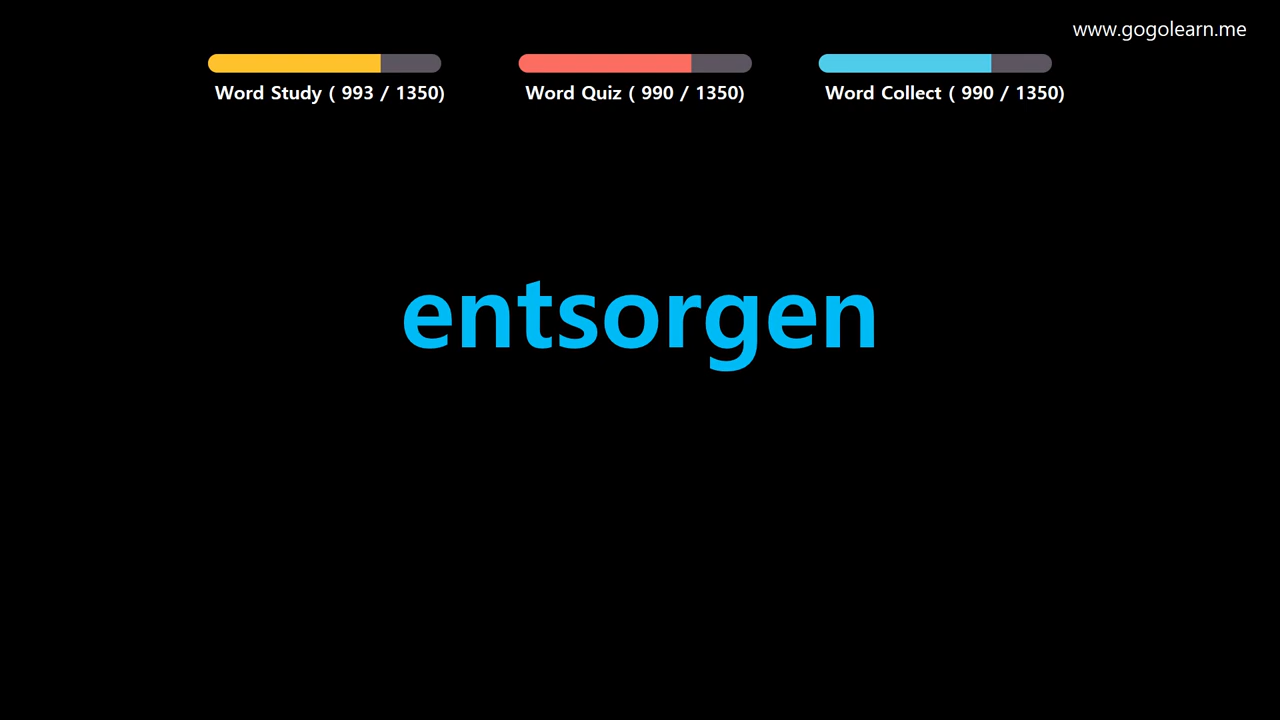 www.gogolearn.me
Word Study ( 993 / 1350)
Word Quiz ( 990 / 1350)
Word Collect ( 990 / 1350)
entsorgen